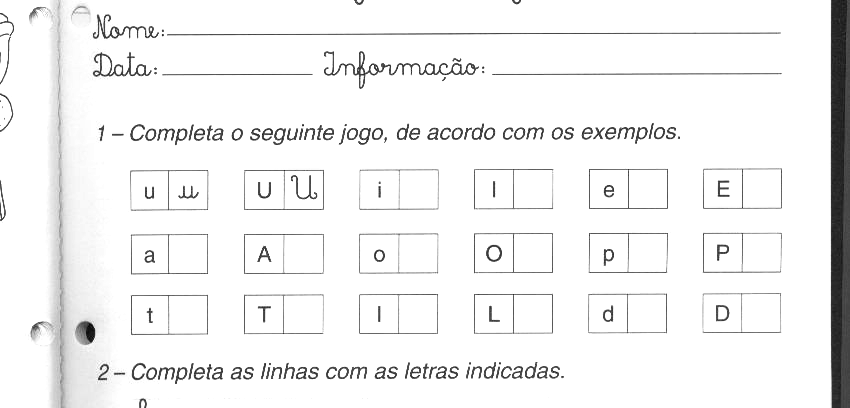 Nome:
Data: Informação:
1 – Completa o seguinte jogo, de acordo com os exemplos.
u u U U i I e E
a A o O p P
t T l L d D
2 – Completa as linhas com as letras indicadas.